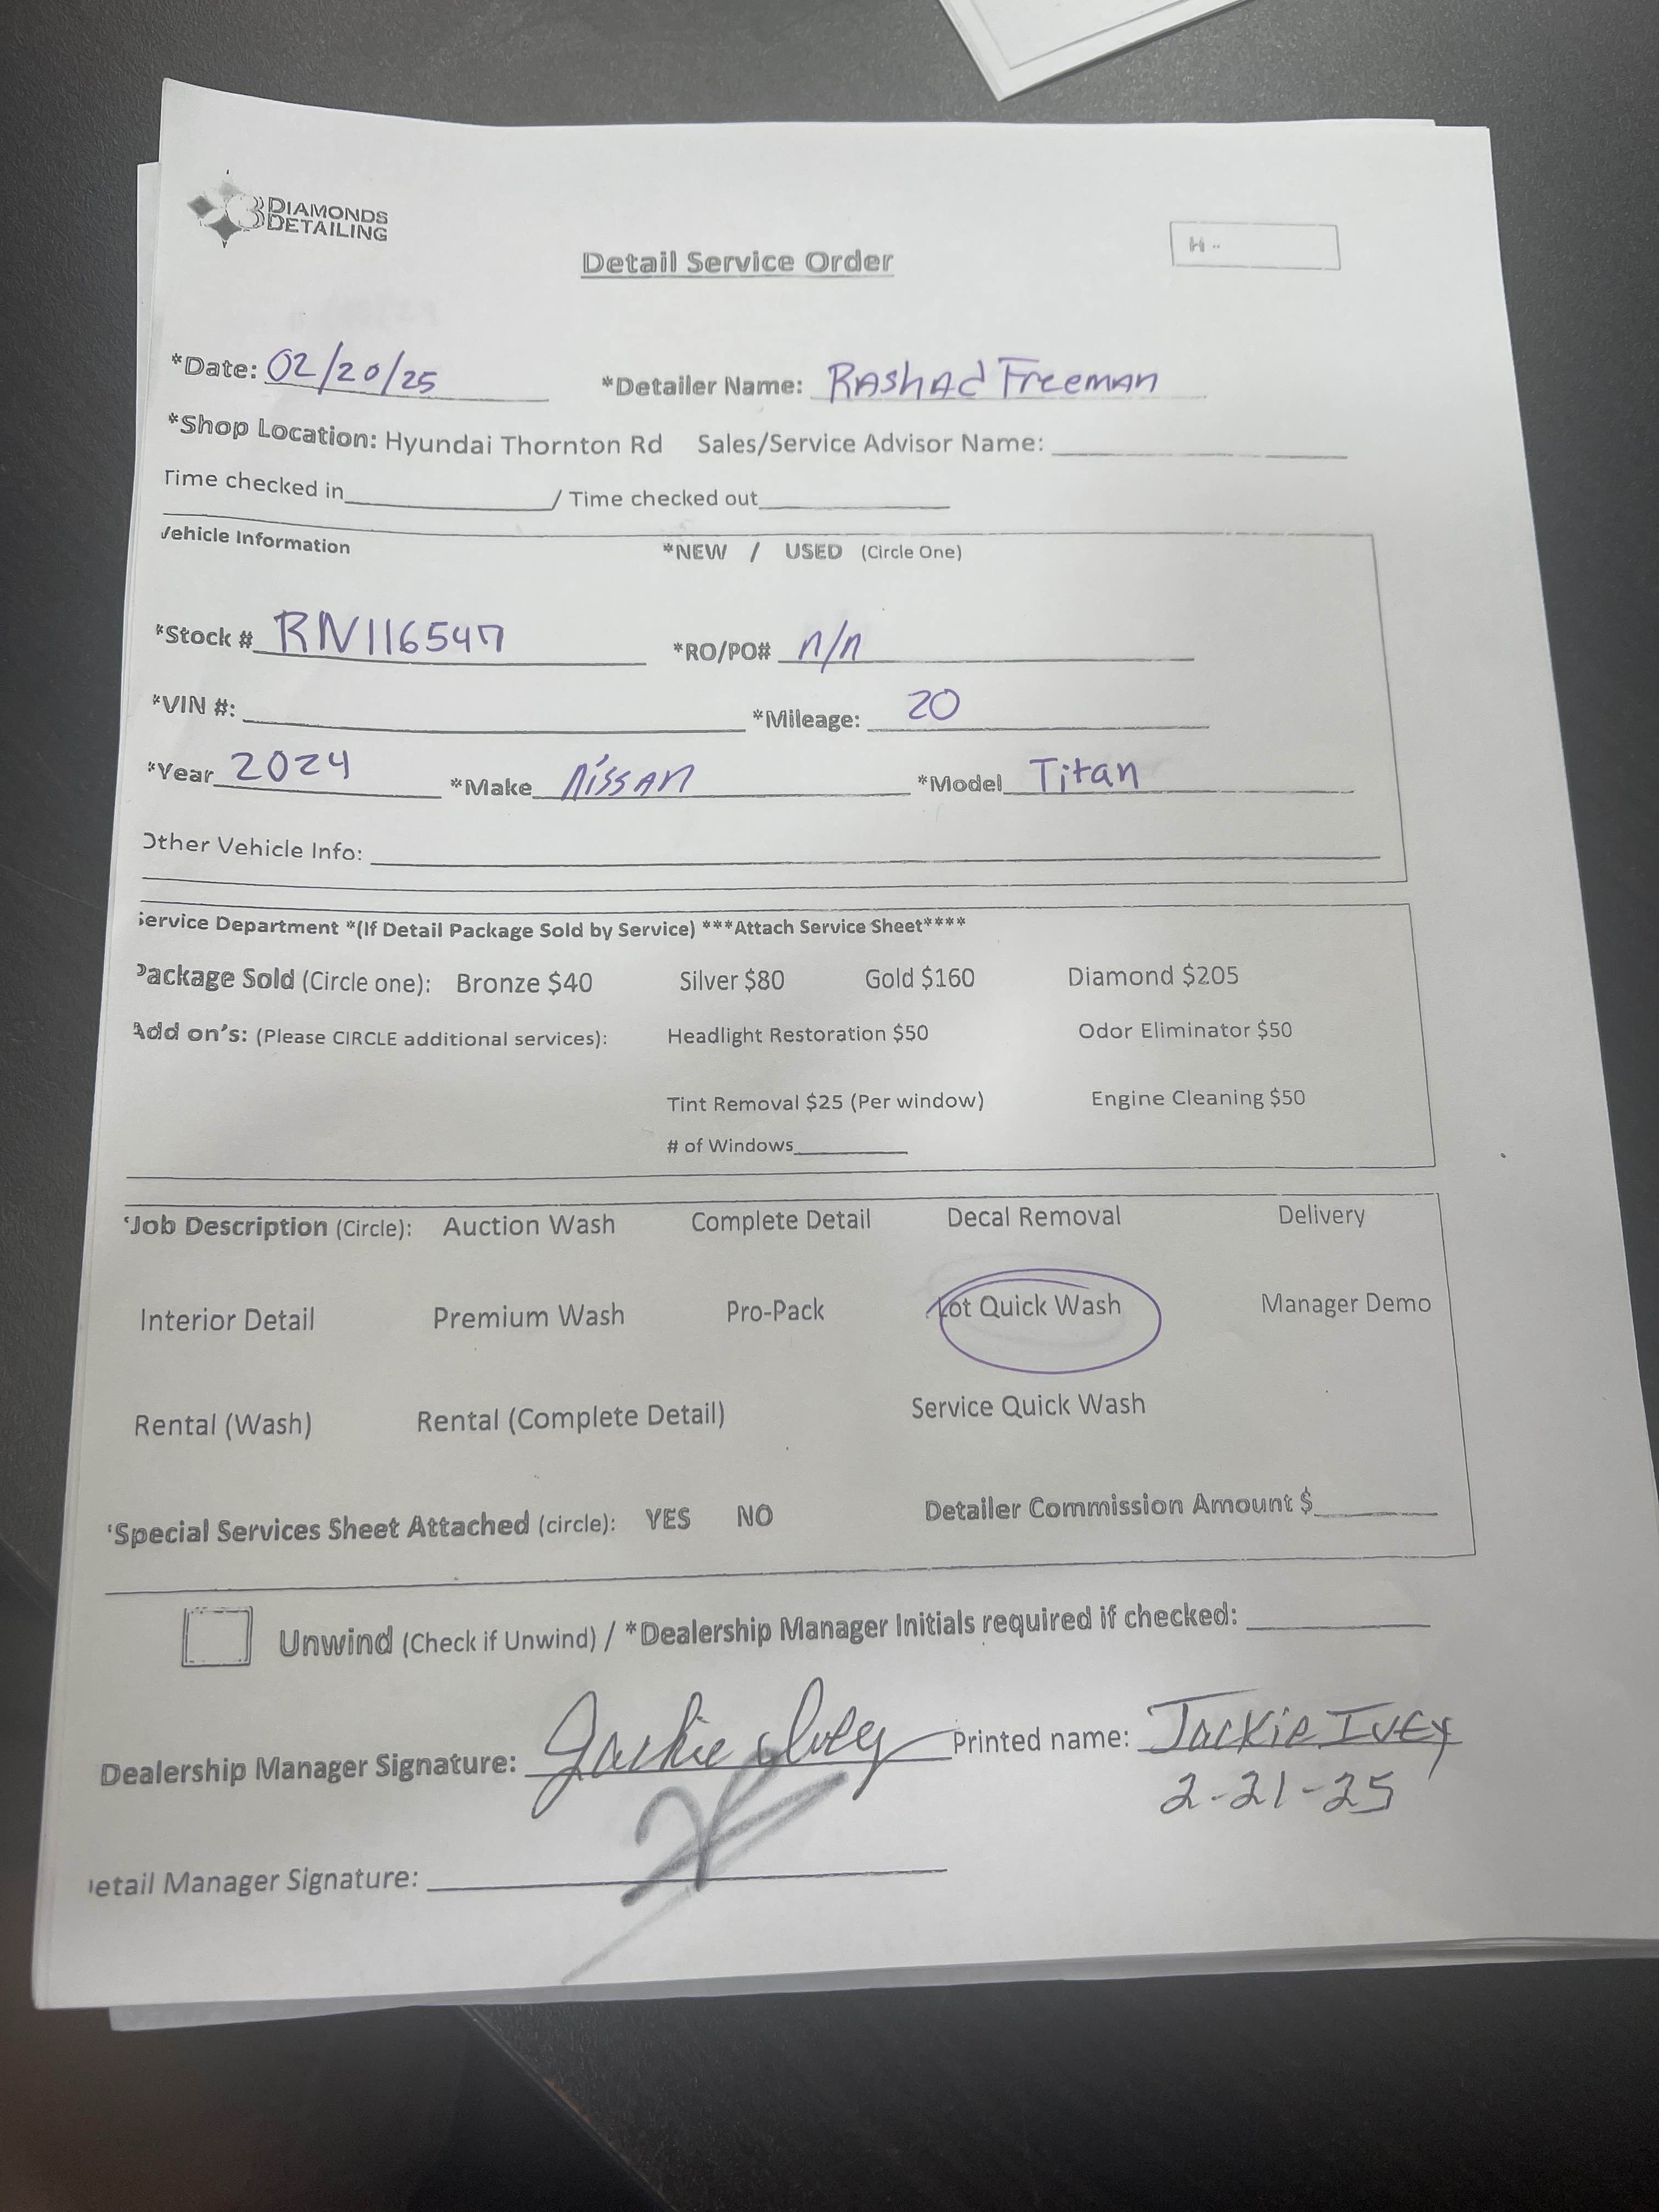 3 DIAMONDS
DETAILING
Detail Service Order
H-
*Date: 02/20/25 *Detailer Name: RAShAd Freeman
*Shop Location: Hyundai Thornton Rd Sales/Service Advisor Name:
Time checked in / Time checked out
Vehicle Information *NEW / USED (Circle One)
*Stock # RN116547 *RO/PO# n/n
*VIN #: *Mileage: 20
*Year 2024 *Make NissAN *Model Titan
Other Vehicle Info:
Service Department *(If Detail Package Sold by Service) ***Attach Service Sheet****
Package Sold (Circle one): Bronze $40 Silver $80 Gold $160 Diamond $205
Add on's: (Please CIRCLE additional services): Headlight Restoration $50 Odor Eliminator $50
Tint Removal $25 (Per window) Engine Cleaning $50
# of Windows
*Job Description (Circle): Auction Wash Complete Detail Decal Removal Delivery
Interior Detail Premium Wash Pro-Pack Lot Quick Wash Manager Demo
Rental (Wash) Rental (Complete Detail) Service Quick Wash
*Special Services Sheet Attached (circle): YES NO Detailer Commission Amount $
Unwind (Check if Unwind) / *Dealership Manager Initials required if checked:
Dealership Manager Signature: Jackie Ivey Printed name: Jackie Ivey
2-21-25
Detail Manager Signature: